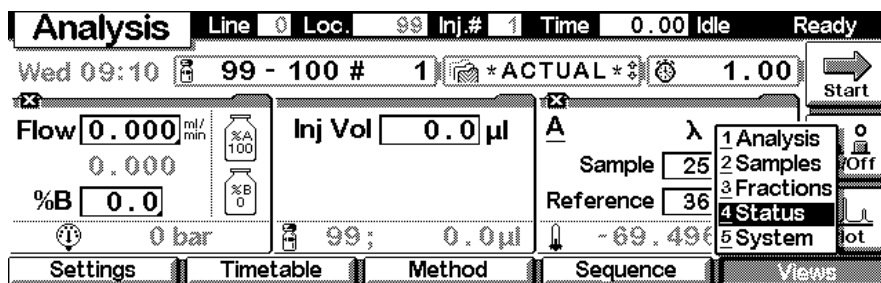 Analysis Line 0 Loc. 99 Inj.# 1 Time 0.00 Idle Ready
Wed 09:10 99 - 100 # 1 *ACTUAL* 1.00
Start
Flow 0.000 ml/min %A 100 Inj Vol 0.0 µl A λ
0.000 Sample 25
%B 0.0 %B 0 Reference 36
0 bar 99; 0.0µl -69.496
1 Analysis
2 Samples
3 Fractions
4 Status
5 System
/Off
lot
Settings Timetable Method Sequence Views